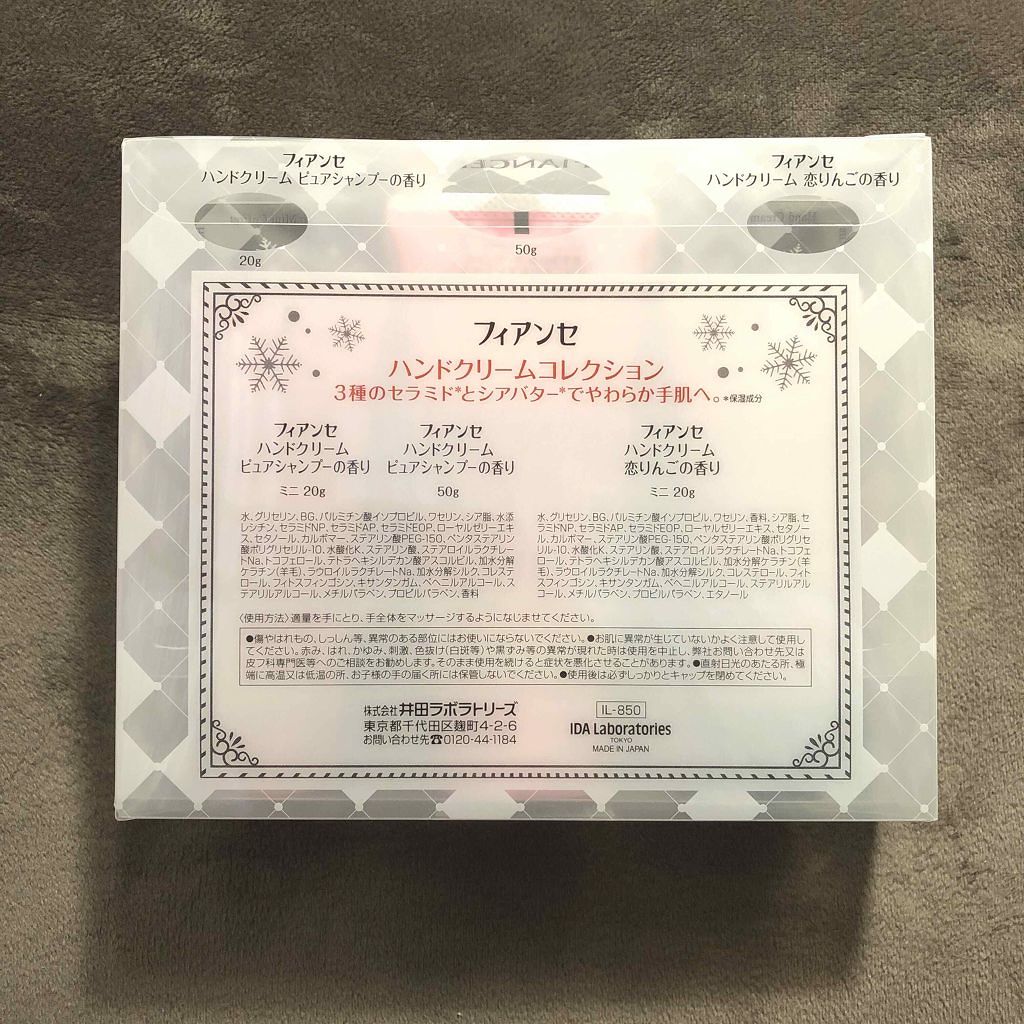 フィアンセ
ハンドクリーム ピュアシャンプーの香り
フィアンセ
ハンドクリーム 恋りんごの香り
20g
50g
フィアンセ
ハンドクリームコレクション
3種のセラミド*とシアバター*でやわらか手肌へ。*保湿成分
フィアンセ
ハンドクリーム
ピュアシャンプーの香り
ミニ 20g
フィアンセ
ハンドクリーム
ピュアシャンプーの香り
50g
フィアンセ
ハンドクリーム
恋りんごの香り
ミニ 20g
水、グリセリン、BG、パルミチン酸イソプロピル、ワセリン、シア脂、水添
レシチン、セラミドNP、セラミドAP、セラミドEOP、ローヤルゼリーエキ
ス、セタノール、カルボマー、ステアリン酸PEG-150、ペンタステアリン
酸ポリグリセリル-10、水酸化K、ステアリン酸、ステアロイルラクチレー
トNa、トコフェロール、テトラヘキシルデカン酸アスコルビル、加水分解
ケラチン(羊毛)、ラウロイルラクチレートNa、加水分解シルク、コレステ
ロール、フィトスフィンゴシン、キサンタンガム、ベヘニルアルコール、ス
テアリルアルコール、メチルパラベン、プロピルパラベン、香料
水、グリセリン、BG、パルミチン酸イソプロピル、ワセリン、香料、シア脂、セ
ラミドNP、セラミドAP、セラミドEOP、ローヤルゼリーエキス、セタノー
ル、カルボマー、ステアリン酸PEG-150、ペンタステアリン酸ポリグリセ
リル-10、水酸化K、ステアリン酸、ステアロイルラクチレートNa、トコフェ
ロール、テトラヘキシルデカン酸アスコルビル、加水分解ケラチン(羊
毛)、ラウロイルラクチレートNa、加水分解シルク、コレステロール、フィト
スフィンゴシン、キサンタンガム、ベヘニルアルコール、ステアリルアル
コール、メチルパラベン、プロピルパラベン、エタノール
〈使用方法〉適量を手にとり、手全体をマッサージするようになじませてください。
●傷やはれもの、しっしん等、異常のある部位にはお使いにならないでください。●お肌に異常が生じていないかよく注意して使用し
てください。赤み、はれ、かゆみ、刺激、色抜け(白斑等)や黒ずみ等の異常が現れた時は使用を中止し、弊社お問い合わせ先又は
皮フ科専門医等へのご相談をお勧めします。そのまま使用を続けると症状を悪化させることがあります。●直射日光のあたる所、極
端に高温又は低温の所、お子様の手の届く所には保管しないでください。●使用後は必ずしっかりとキャップを閉めてください。
株式会社 井田ラボラトリーズ
東京都千代田区麹町4-2-6
お問い合わせ先☎0120-44-1184
IL-850
IDA Laboratories
TOKYO
MADE IN JAPAN